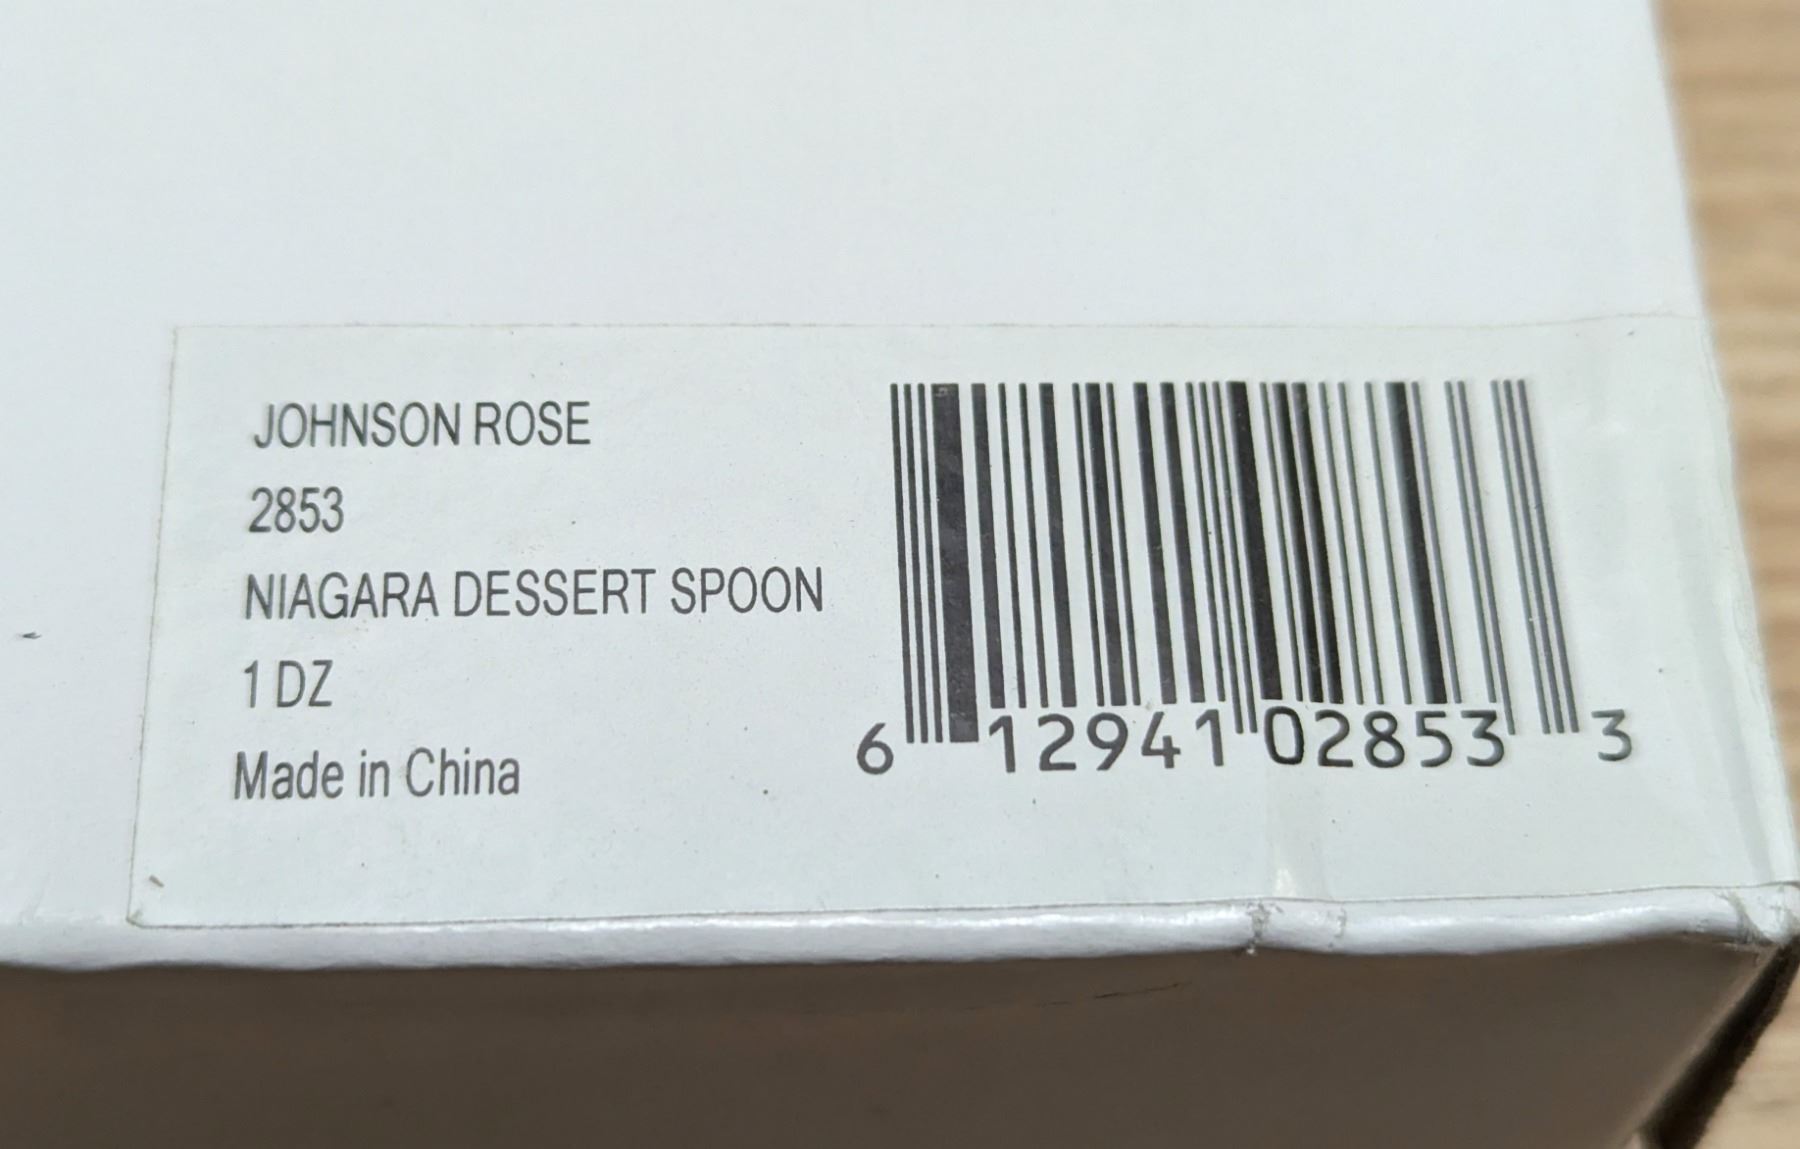 JOHNSON ROSE
2853
NIAGARA DESSERT SPOON
1 DZ
Made in China
6 12941 02853 3